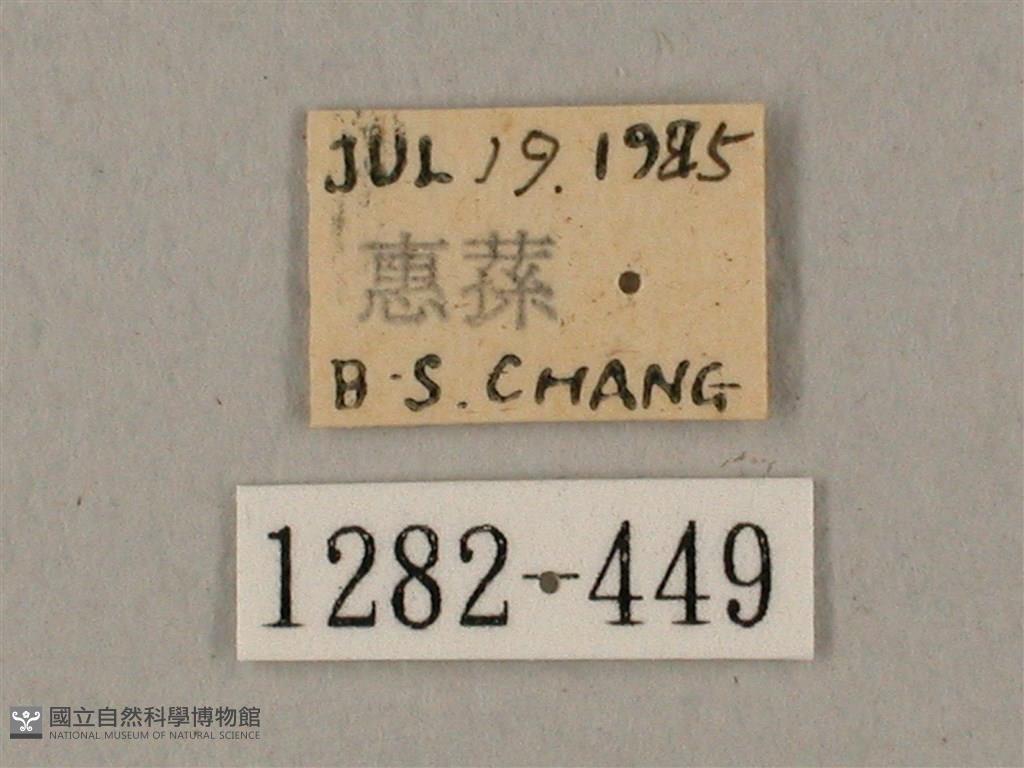 JUL 19. 1985
惠蓀
B.S. CHANG
1282-449
國立自然科學博物館
NATIONAL MUSEUM OF NATURAL SCIENCE